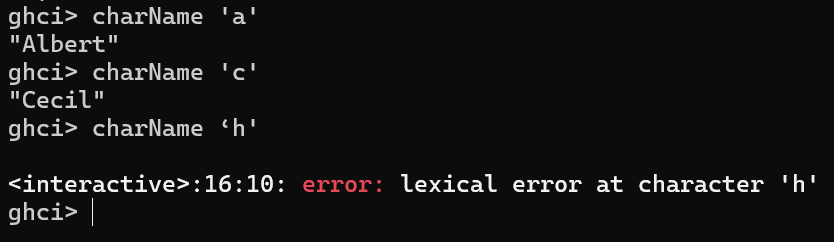 ghci> charName 'a'
"Albert"
ghci> charName 'c'
"Cecil"
ghci> charName ‘h'
<interactive>:16:10: error: lexical error at character 'h'
ghci>